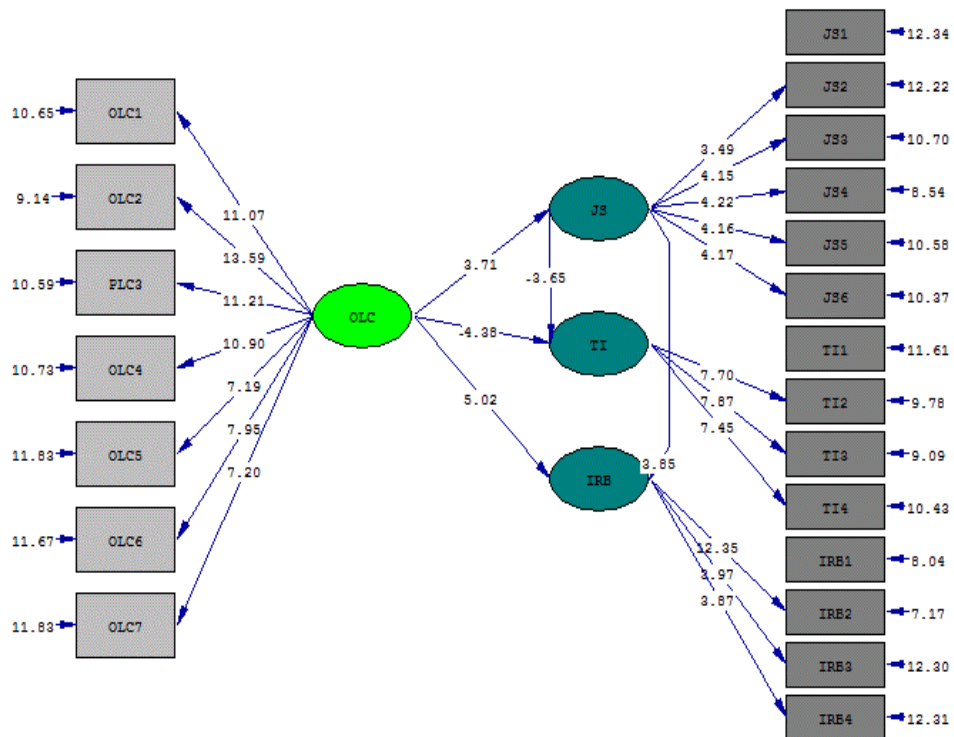 10.65
OLC1
9.14
OLC2
10.59
PLC3
10.73
OLC4
11.83
OLC5
11.67
OLC6
11.83
OLC7
11.07
13.59
11.21
10.90
7.19
7.95
7.20
OLC
3.71
-4.38
5.02
JS
-3.65
TI
IRB
3.85
3.49
4.15
4.22
4.16
4.17
7.70
7.87
7.45
12.35
3.97
3.87
JS1
12.34
JS2
12.22
JS3
10.70
JS4
8.54
JS5
10.58
JS6
10.37
TI1
11.61
TI2
9.78
TI3
9.09
TI4
10.43
IRB1
8.04
IRB2
7.17
IRB3
12.30
IRB4
12.31